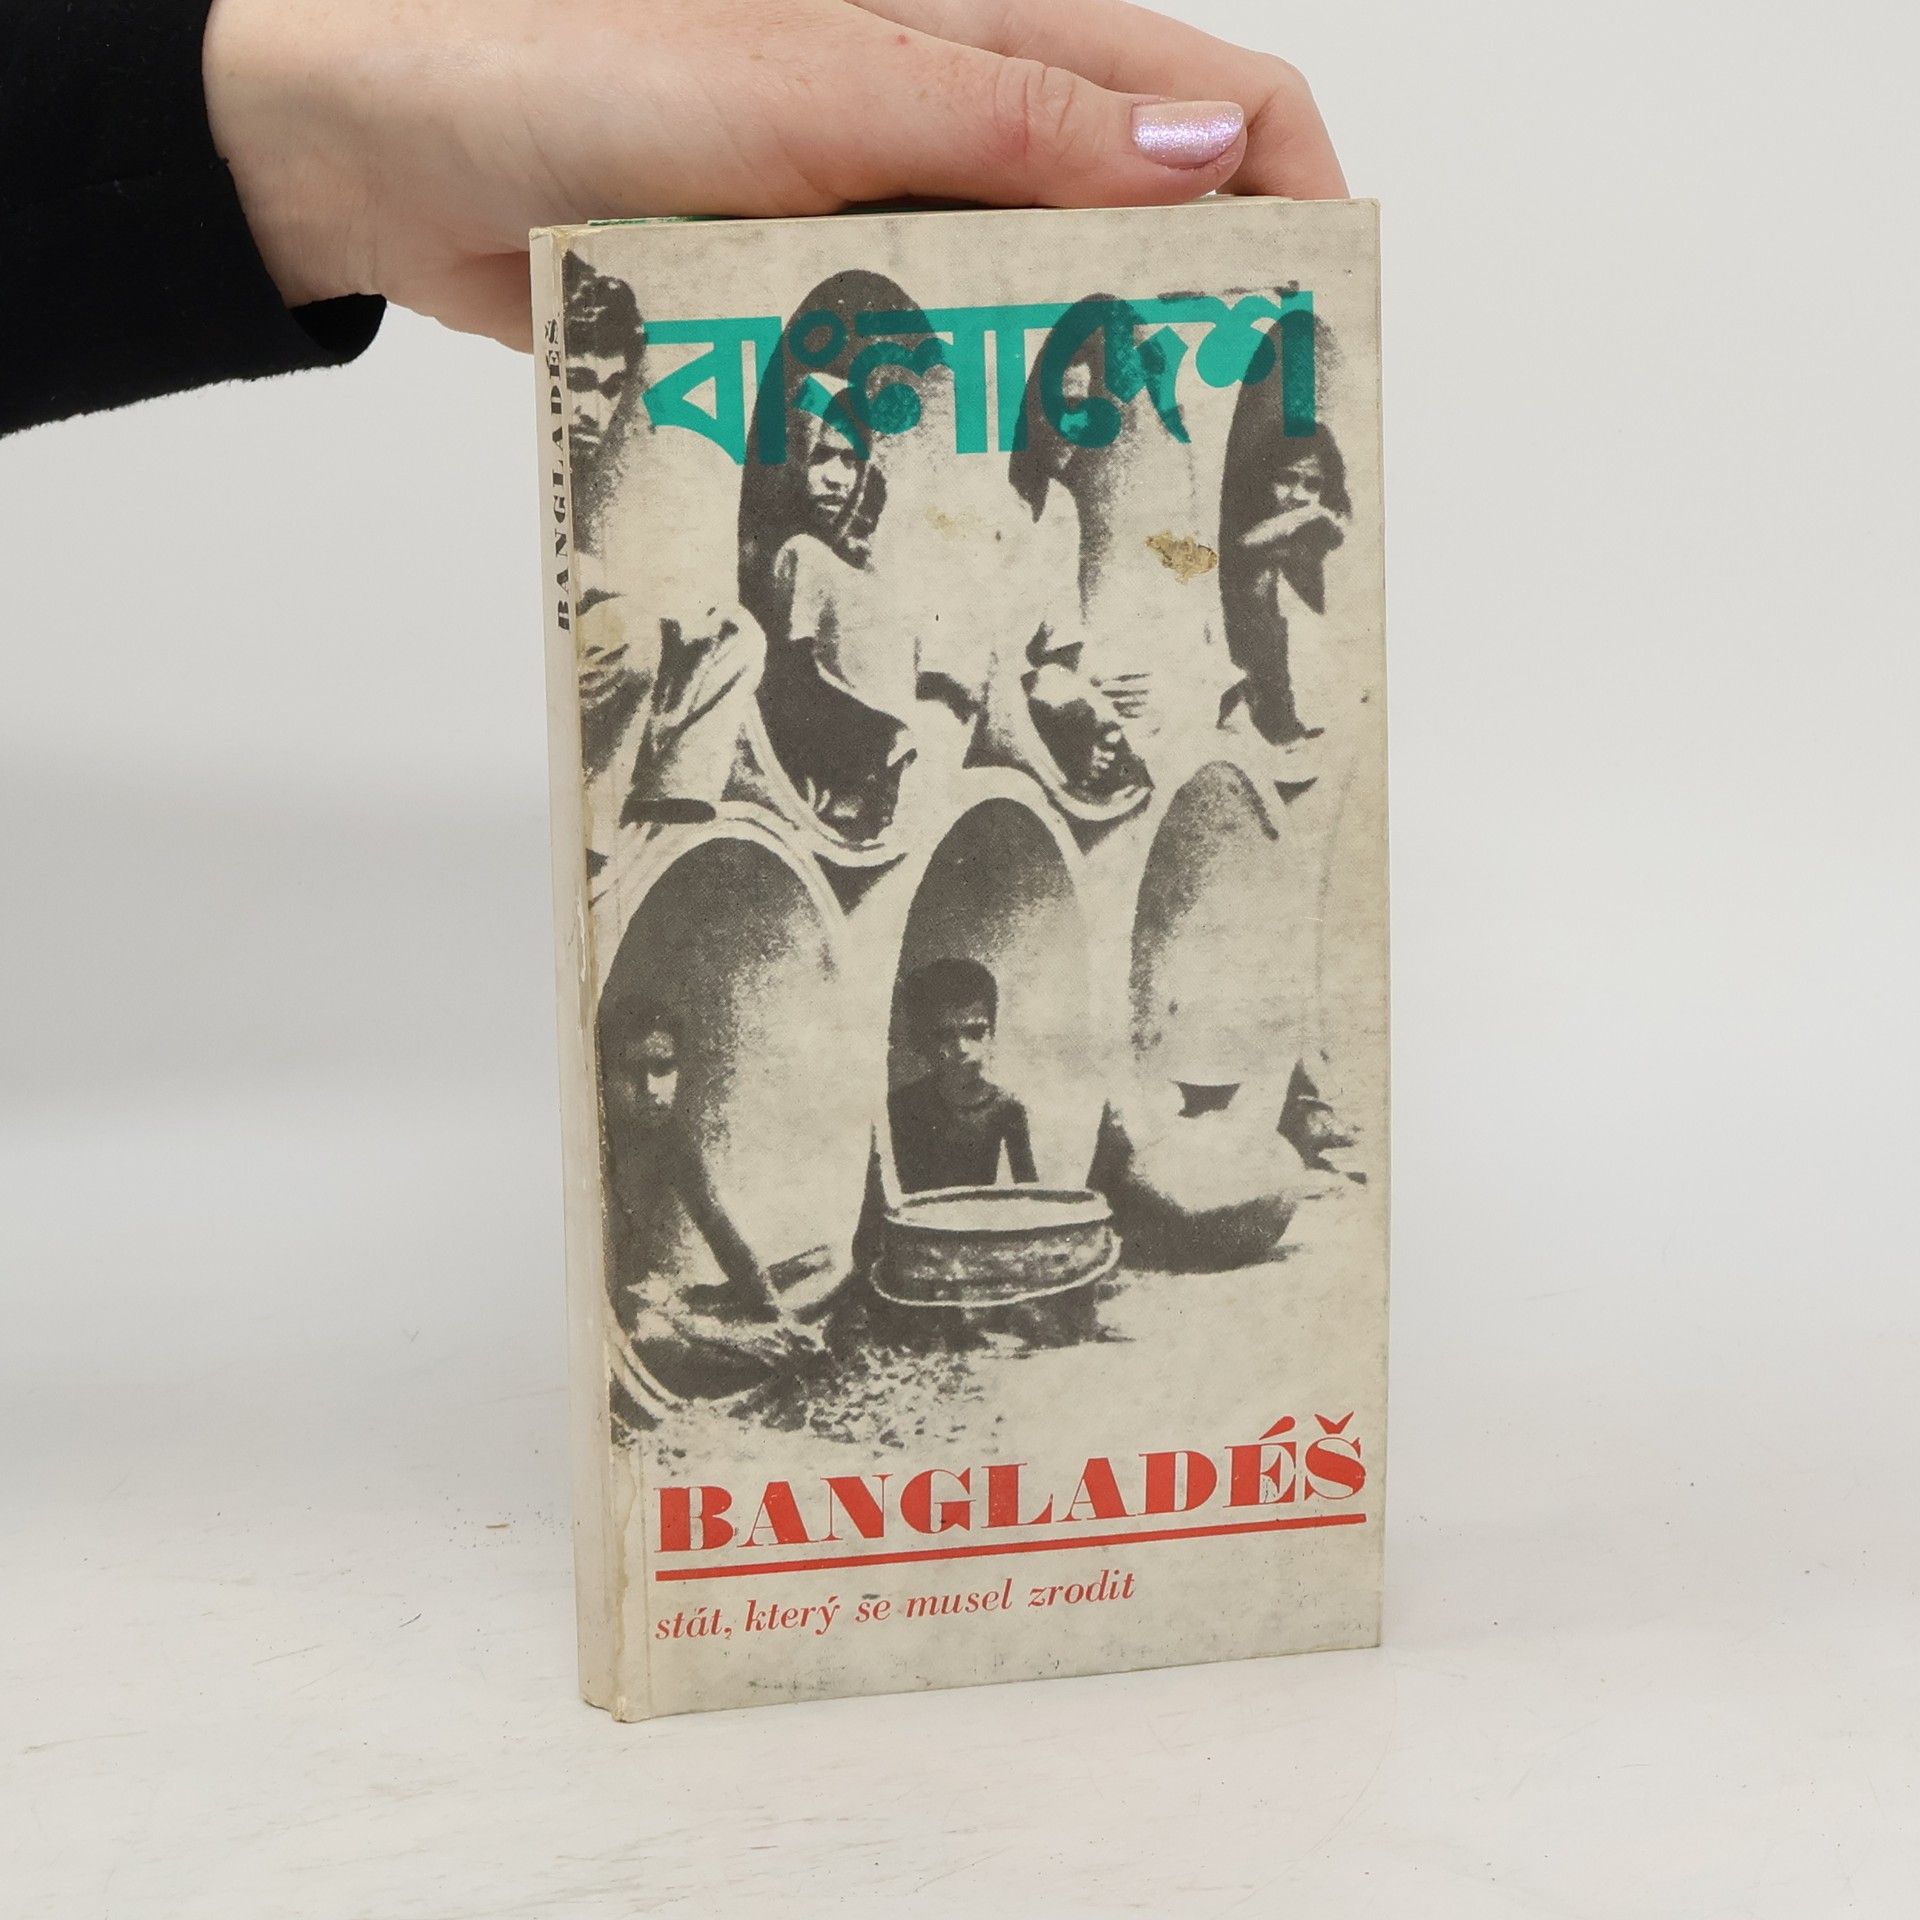 বাংলাদেশ
BANGLADÉŠ
BANGLADÉŠ
stát, který se musel zrodit